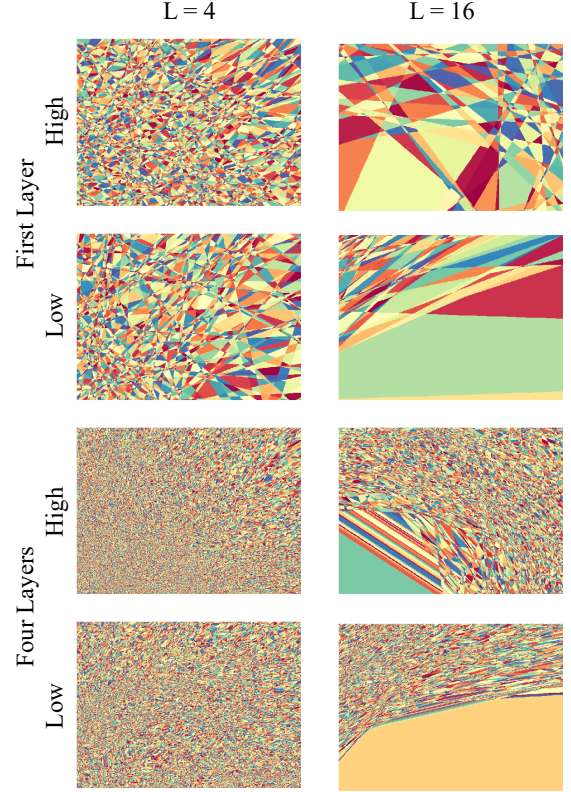 L = 4
L = 16
First Layer
High
Low
Four Layers
High
Low